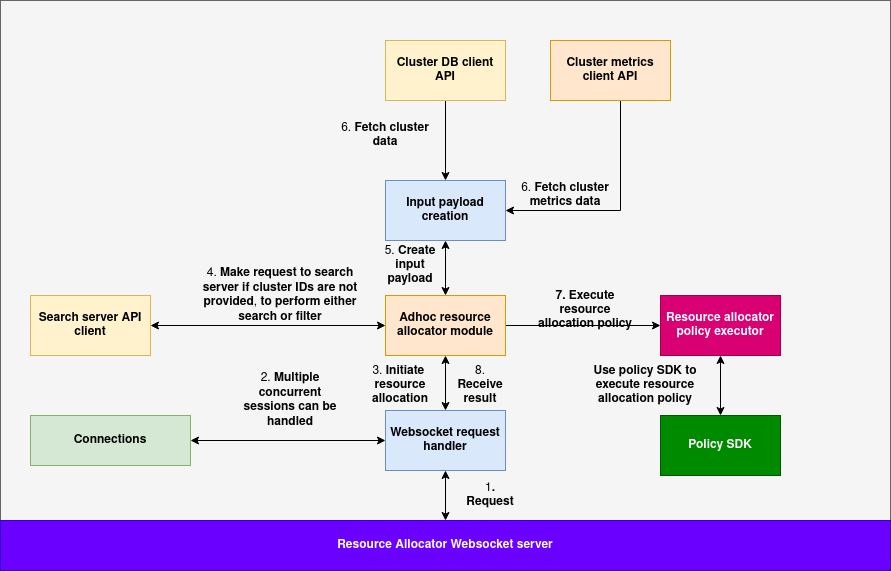 Cluster DB client
API
Cluster metrics
client API
6. Fetch cluster
data
6. Fetch cluster
metrics data
Input payload
creation
5. Create
input
payload
4. Make request to search
server if cluster IDs are not
provided, to perform either
search or filter
7. Execute
resource
allocation policy
Search server API
client
Adhoc resource
allocator module
Resource allocator
policy executor
2. Multiple
concurrent
sessions can be
handled
3. Initiate
resource
allocation
8.
Receive
result
Use policy SDK to
execute resource
allocation policy
Connections
Websocket request
handler
Policy SDK
1.
Request
Resource Allocator Websocket server